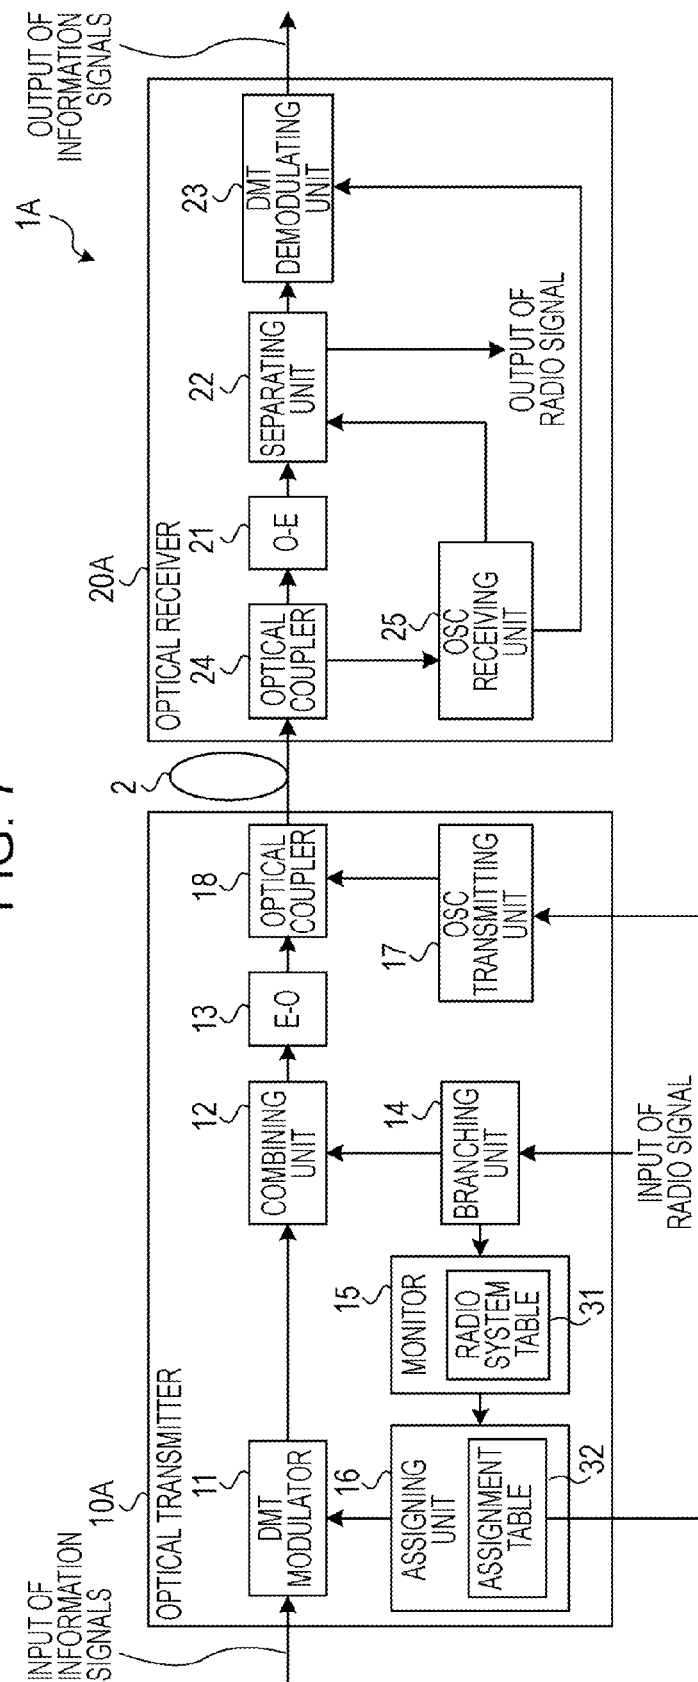 FIG. 7
1A
INPUT OF
INFORMATION
SIGNALS
10A
OPTICAL TRANSMITTER
11
DMT
MODULATOR
12
COMBINING
UNIT
13
E-O
18
OPTICAL
COUPLER
16
ASSIGNING
UNIT
ASSIGNMENT
TABLE
32
15
MONITOR
RADIO
SYSTEM
TABLE
31
14
BRANCHING
UNIT
INPUT OF
RADIO SIGNAL
17
OSC
TRANSMITTING
UNIT
2
20A
OPTICAL RECEIVER
24
OPTICAL
COUPLER
21
O-E
22
SEPARATING
UNIT
23
DMT
DEMODULATING
UNIT
25
OSC
RECEIVING
UNIT
OUTPUT OF
RADIO SIGNAL
OUTPUT OF
INFORMATION
SIGNALS